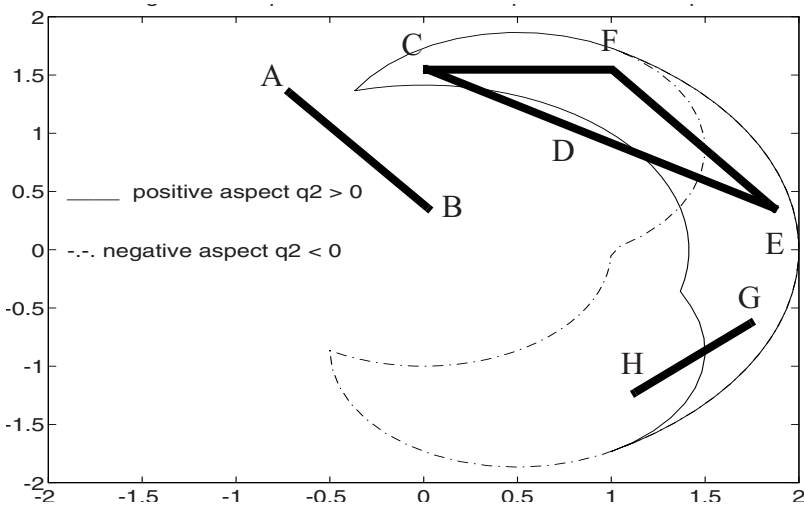 2
C
F
A
1.5
1
D
B
0.5
_____ positive aspect q2 > 0
E
0
-.-. negative aspect q2 < 0
G
-0.5
H
-1
-1.5
-2
-2 -1.5 -1 -0.5 0 0.5 1 1.5 2